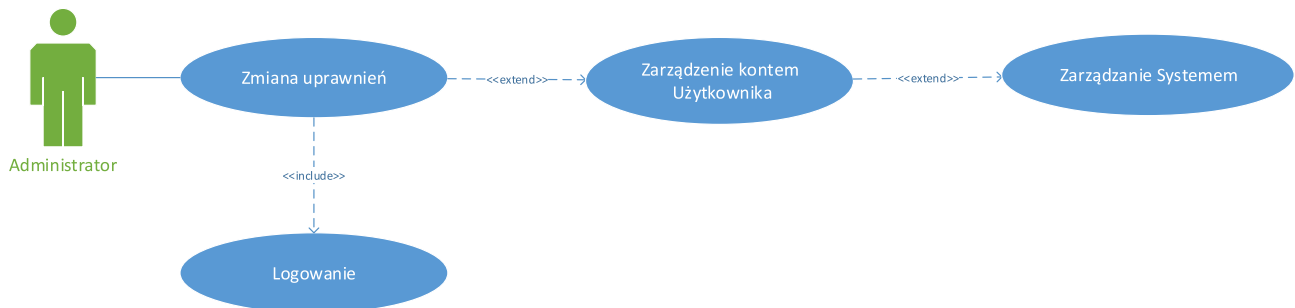 Zmiana uprawnień
<<extend>>
Zarządzenie kontem
Użytkownika
<<extend>>
Zarządzanie Systemem
Administrator
<<include>>
Logowanie